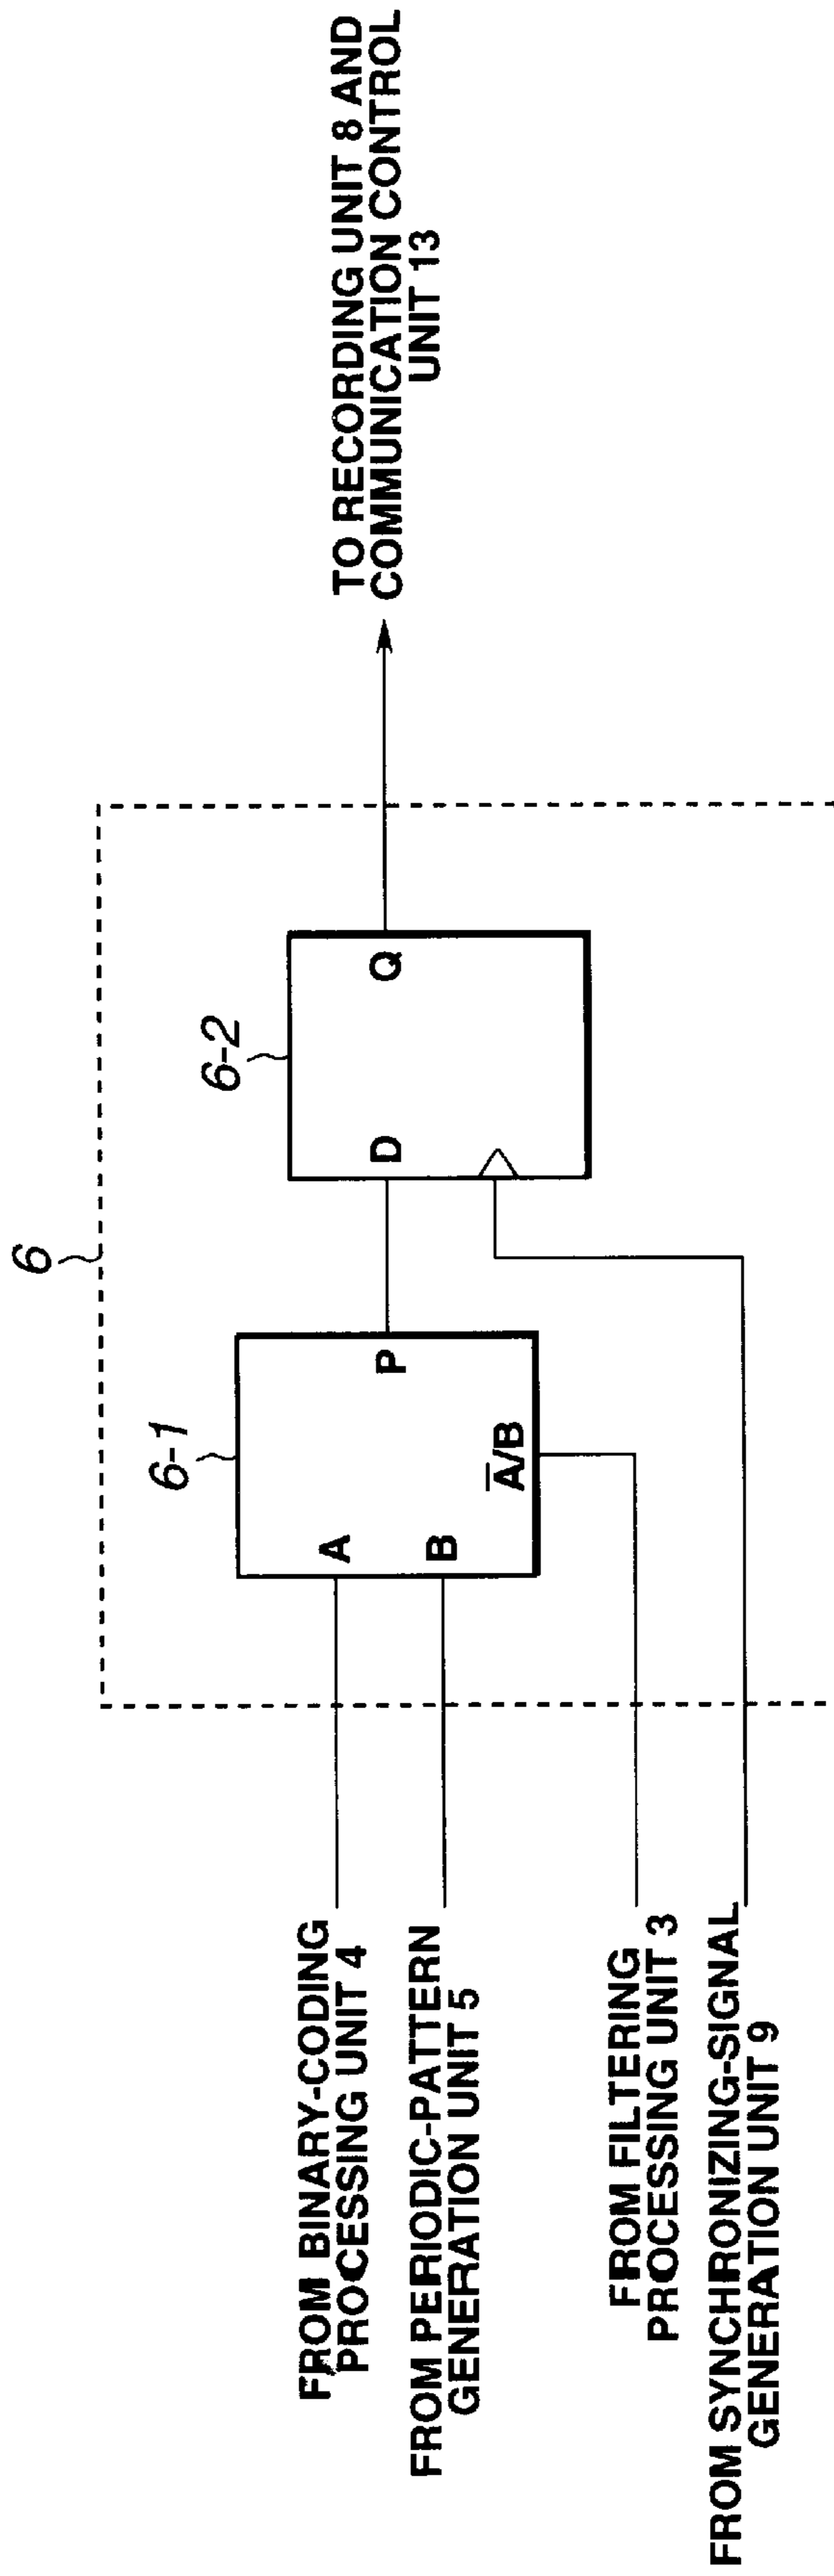 6
FROM BINARY-CODING
PROCESSING UNIT 4
FROM PERIODIC-PATTERN
GENERATION UNIT 5
FROM FILTERING
PROCESSING UNIT 3
FROM SYNCHRONIZING-SIGNAL
GENERATION UNIT 9
6-1
A
B
P
A̅/B
6-2
D
Q
TO RECORDING UNIT 8 AND
COMMUNICATION CONTROL
UNIT 13